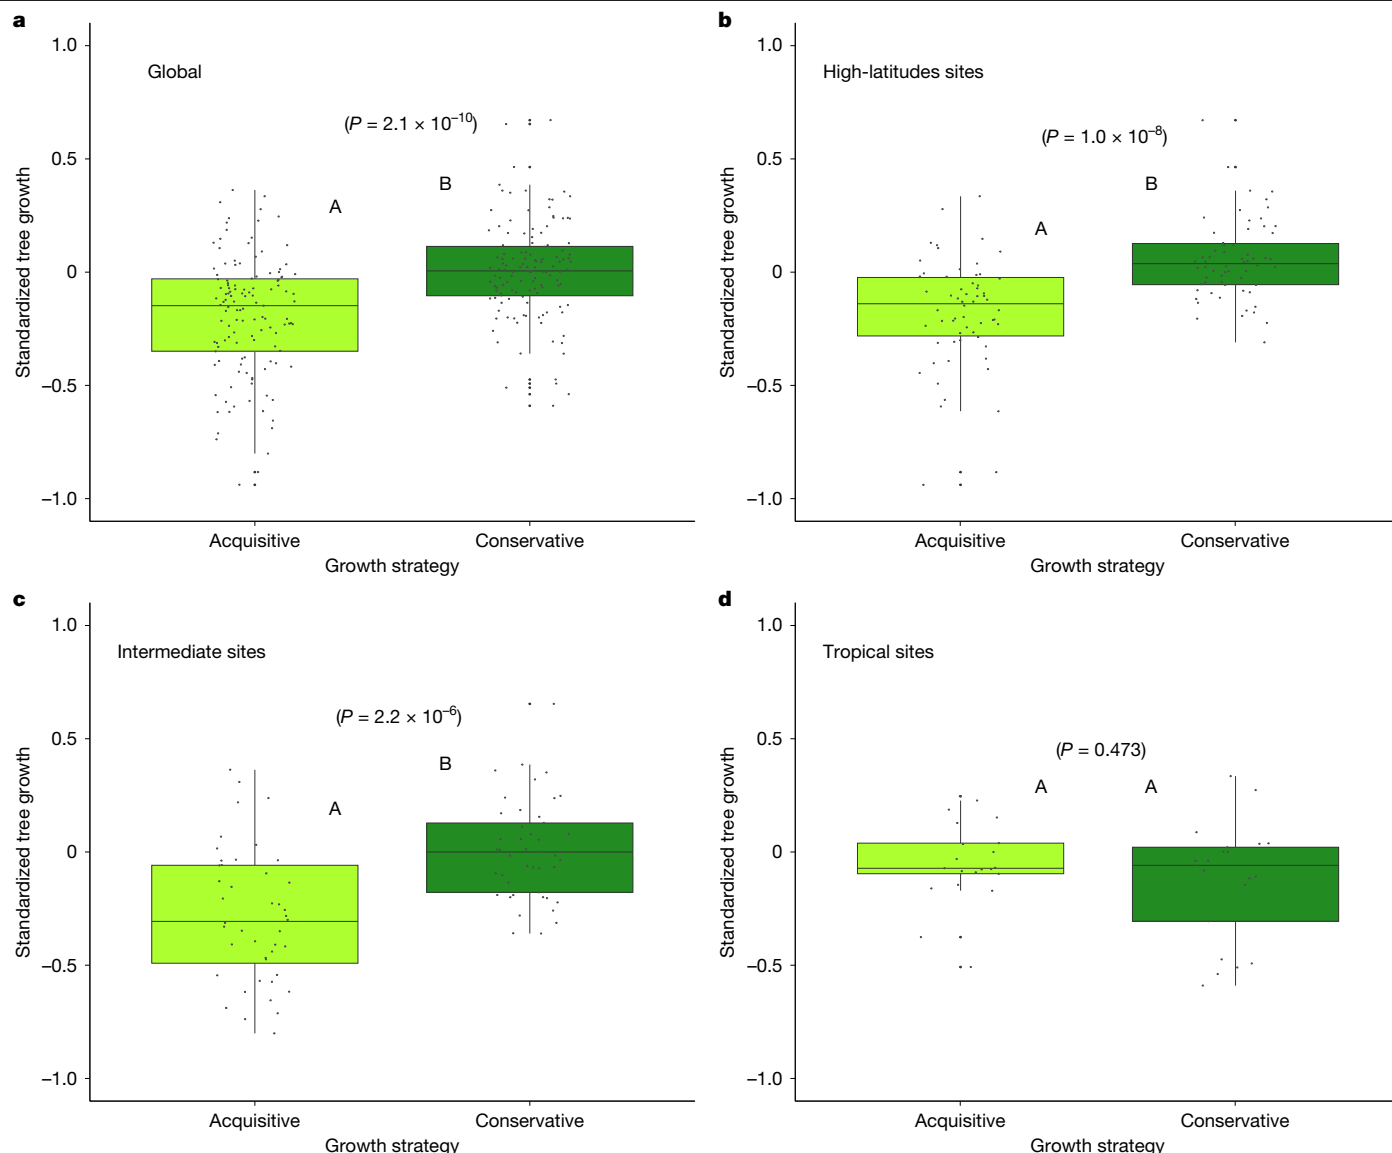 a
Global
(P = 2.1 × 10⁻¹⁰)
A
B
1.0
0.5
0
−0.5
−1.0
Standardized tree growth
Acquisitive
Conservative
Growth strategy
b
High-latitudes sites
(P = 1.0 × 10⁻⁸)
A
B
1.0
0.5
0
−0.5
−1.0
Standardized tree growth
Acquisitive
Conservative
Growth strategy
c
Intermediate sites
(P = 2.2 × 10⁻⁶)
A
B
1.0
0.5
0
−0.5
−1.0
Standardized tree growth
Acquisitive
Conservative
Growth strategy
d
Tropical sites
(P = 0.473)
A
A
1.0
0.5
0
−0.5
−1.0
Standardized tree growth
Acquisitive
Conservative
Growth strategy